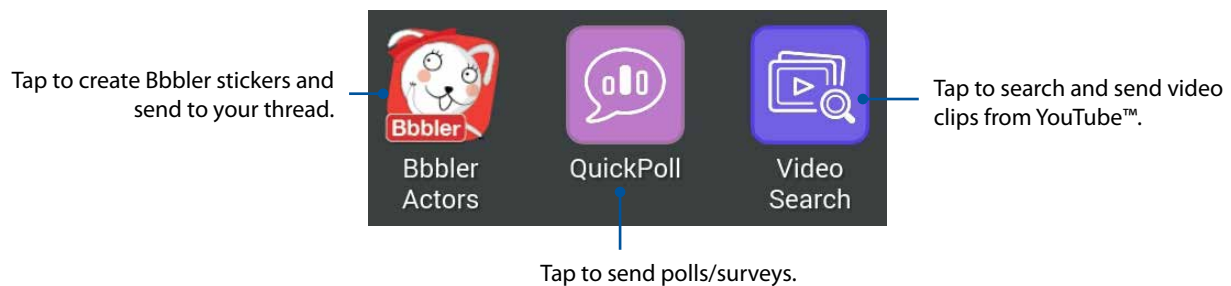 Tap to create Bbbler stickers and
send to your thread.
Bbbler
Bbbler
Actors
QuickPoll
Video
Search
Tap to search and send video
clips from YouTube™.
Tap to send polls/surveys.